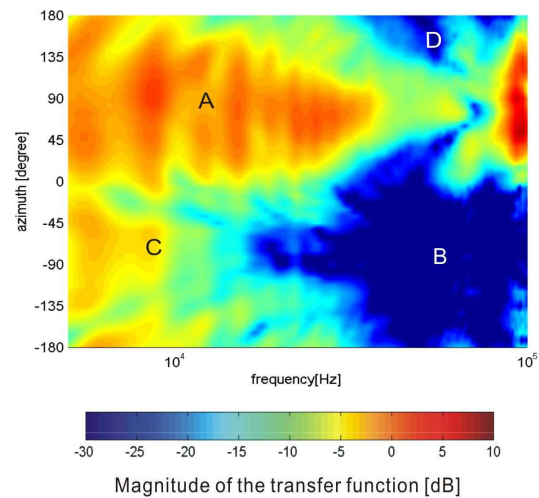 180
135
90
45
0
-45
-90
-135
-180
azimuth [degree]
A
B
C
D
10^4
10^5
frequency[Hz]
-30 -25 -20 -15 -10 -5 0 5 10
Magnitude of the transfer function [dB]